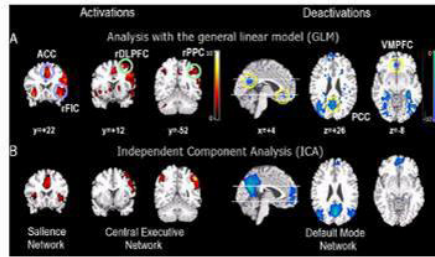 Activations Deactivations
A Analysis with the general linear model (GLM)
ACC rDLPFC rPPC 10 VMPFC
rFIC PCC
y=+22 y=+12 y=-52 x=+4 z=+26 z=-8
B Independent Component Analysis (ICA)
Salience Network
Central Executive Network
Default Mode Network